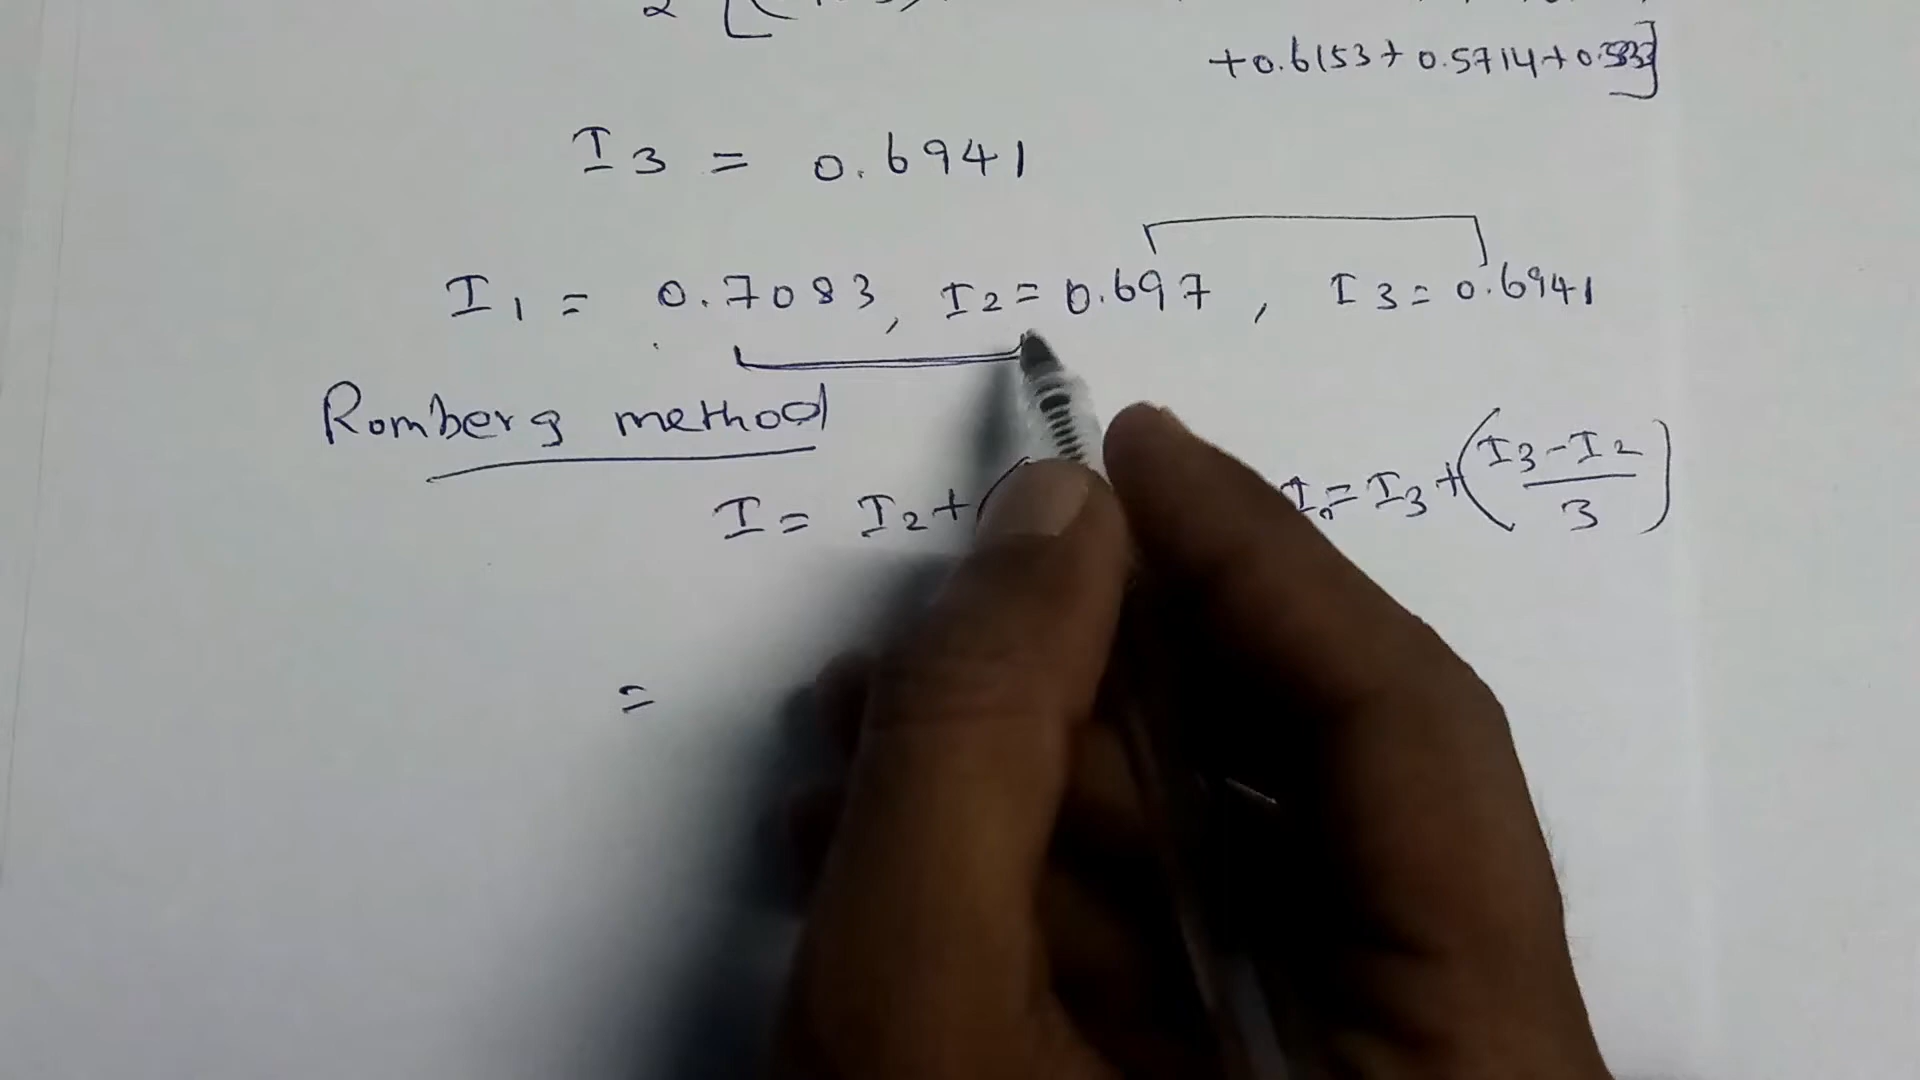 2 [
+0.6153+0.5714+0.5333]
I3 = 0.6941
I1 = 0.7083, I2=0.697, I3=0.6941
Romberg method
I= I2+( I= I3+(I3-I2/3)
=